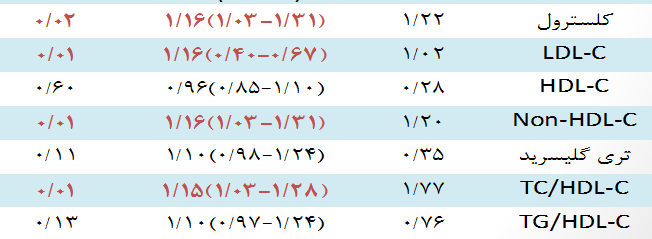 کلسترول ۱/۲۲ ۱/۱۶(۱/۰۳-۱/۳۱) ۰/۰۲
LDL-C ۱/۰۲ ۱/۱۶(۰/۴۰-۰/۶۷) ۰/۰۱
HDL-C ۰/۲۸ ۰/۹۶(۰/۸۵-۱/۱۰) ۰/۶۰
Non-HDL-C ۱/۲۰ ۱/۱۶(۱/۰۳-۱/۳۱) ۰/۰۱
تری گلیسرید ۰/۳۵ ۱/۱۰(۰/۹۸-۱/۲۴) ۰/۱۱
TC/HDL-C ۱/۷۷ ۱/۱۵(۱/۰۳-۱/۲۸) ۰/۰۱
TG/HDL-C ۰/۷۶ ۱/۱۰(۰/۹۷-۱/۲۴) ۰/۱۳